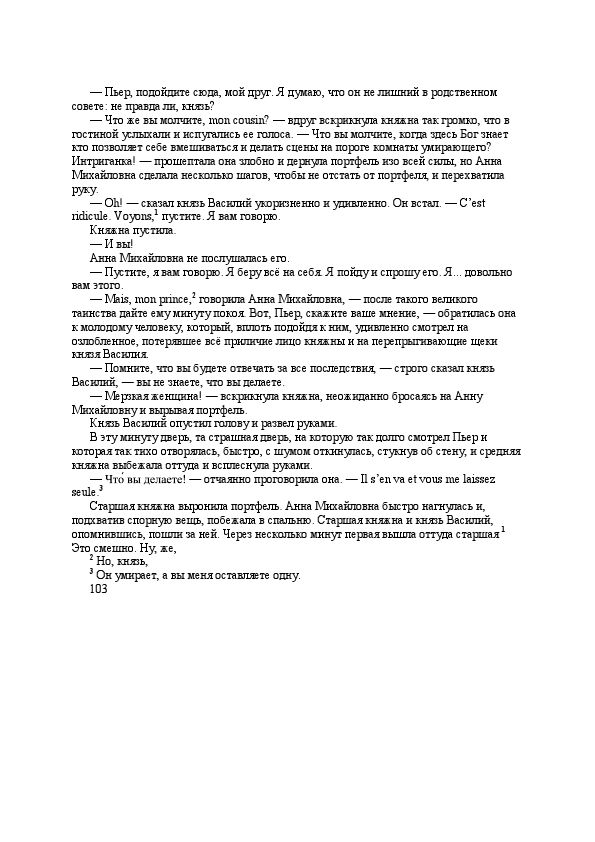 — Пьер, подойдите сюда, мой друг. Я думаю, что он не лишний в родственном
совете: не правда ли, князь?
— Что же вы молчите, mon cousin? — вдруг вскрикнула княжна так громко, что в
гостиной услыхали и испугались ее голоса. — Что вы молчите, когда здесь Бог знает
кто позволяет себе вмешиваться и делать сцены на пороге комнаты умирающего?
Интриганка! — прошептала она злобно и дернула портфель изо всей силы, но Анна
Михайловна сделала несколько шагов, чтобы не отстать от портфеля, и перехватила
руку.
— Oh! — сказал князь Василий укоризненно и удивленно. Он встал. — C’est
ridicule. Voyons,1 пустите. Я вам говорю.
Княжна пустила.
— И вы!
Анна Михайловна не послушалась его.
— Пустите, я вам говорю. Я беру всё на себя. Я пойду и спрошу его. Я... довольно
вам этого.
— Mais, mon prince,2 говорила Анна Михайловна, — после такого великого
таинства дайте ему минуту покоя. Вот, Пьер, скажите ваше мнение, — обратилась она
к молодому человеку, который, вплоть подойдя к ним, удивленно смотрел на
озлобленное, потерявшее всё приличие лицо княжны и на перепрыгивающие щеки
князя Василия.
— Помните, что вы будете отвечать за все последствия, — строго сказал князь
Василий, — вы не знаете, что вы делаете.
— Мерзкая женщина! — вскрикнула княжна, неожиданно бросаясь на Анну
Михайловну и вырывая портфель.
Князь Василий опустил голову и развел руками.
В эту минуту дверь, та страшная дверь, на которую так долго смотрел Пьер и
которая так тихо отворялась, быстро, с шумом откинулась, стукнув об стену, и средняя
княжна выбежала оттуда и всплеснула руками.
— Что́ вы делаете! — отчаянно проговорила она. — Il s’en va et vous me laissez
seule.3
Старшая княжна выронила портфель. Анна Михайловна быстро нагнулась и,
подхватив спорную вещь, побежала в спальню. Старшая княжна и князь Василий,
опомнившись, пошли за ней. Через несколько минут первая вышла оттуда старшая 1
Это смешно. Ну, же,
2 Но, князь,
3 Он умирает, а вы меня оставляете одну.
103